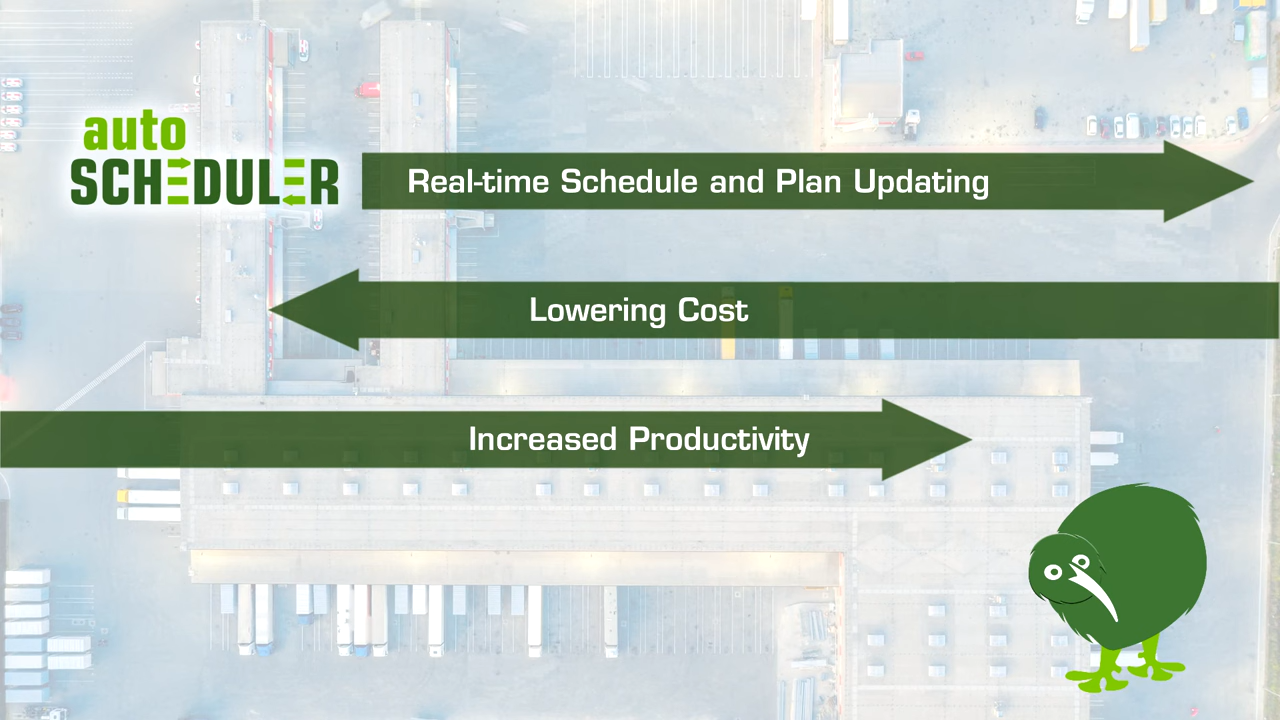 auto
SCHEDULER
Real-time Schedule and Plan Updating
Lowering Cost
Increased Productivity